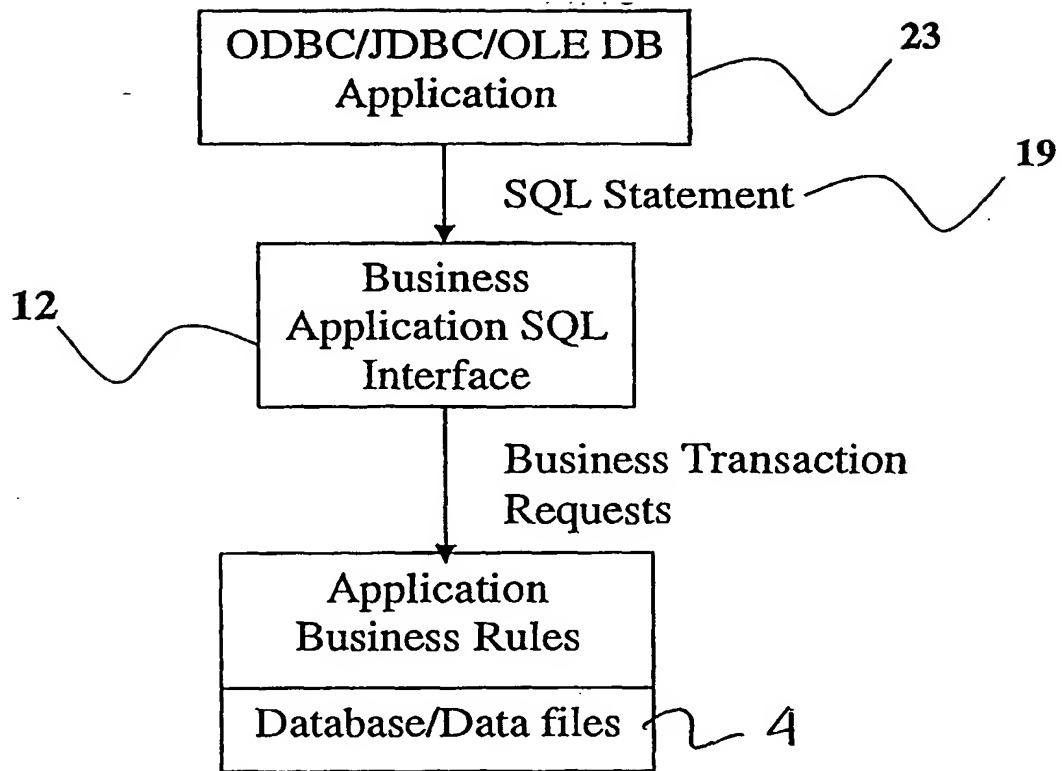 ODBC/JDBC/OLE DB
Application
23
SQL Statement
19
Business
Application SQL
Interface
12
Business Transaction
Requests
Application
Business Rules
Database/Data files
4